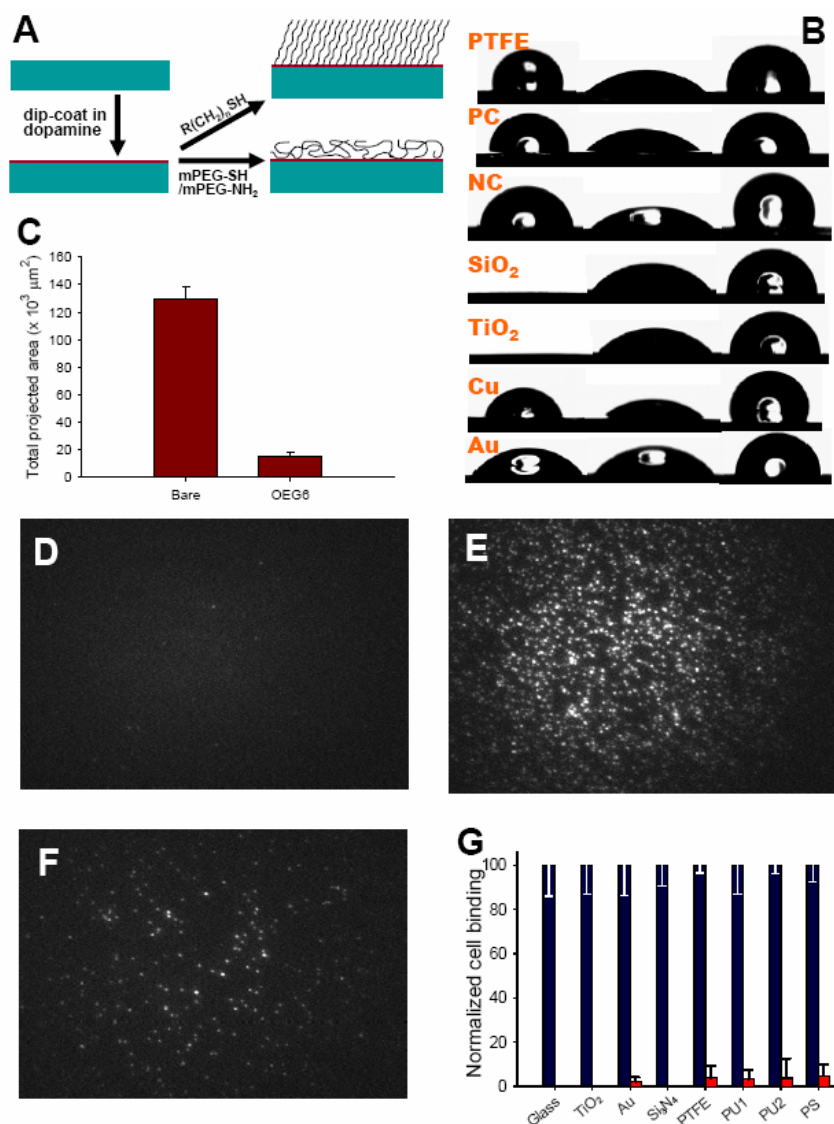 A
dip-coat in
dopamine
R(CH₂)ₙSH
mPEG-SH
/mPEG-NH₂
B
PTFE
PC
NC
SiO₂
TiO₂
Cu
Au
C
Total projected area (x 10³ µm²)
160
140
120
100
80
60
40
20
0
Bare
OEG6
D
E
F
G
Normalized cell binding
100
80
60
40
20
0
Glass
TiO₂
Au
Si₃N₄
PTFE
PU1
PU2
PS